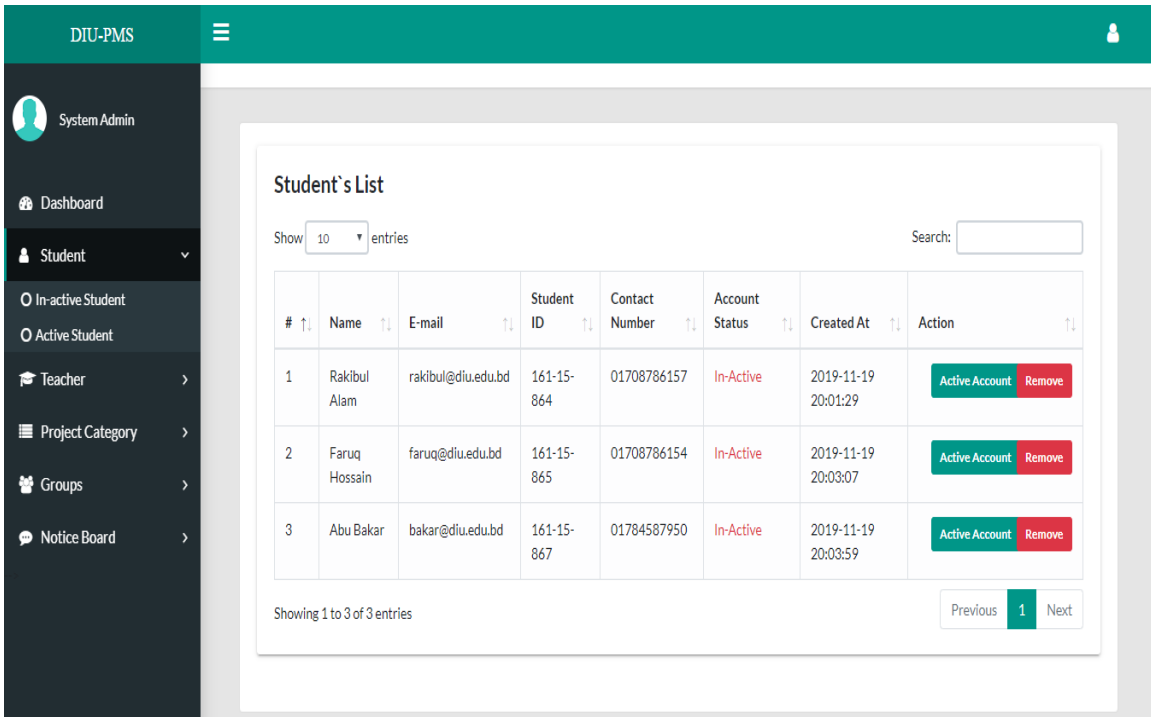 DIU-PMS
System Admin
Dashboard
Student
In-active Student
Active Student
Teacher
Project Category
Groups
Notice Board
Student`s List
Show 10 entries
Search:
# Name E-mail Student ID Contact Number Account Status Created At Action
1 Rakibul Alam rakibul@diu.edu.bd 161-15-864 01708786157 In-Active 2019-11-19 20:01:29 Active Account Remove
2 Faruq Hossain faruq@diu.edu.bd 161-15-865 01708786154 In-Active 2019-11-19 20:03:07 Active Account Remove
3 Abu Bakar bakar@diu.edu.bd 161-15-867 01784587950 In-Active 2019-11-19 20:03:59 Active Account Remove
Showing 1 to 3 of 3 entries
Previous 1 Next